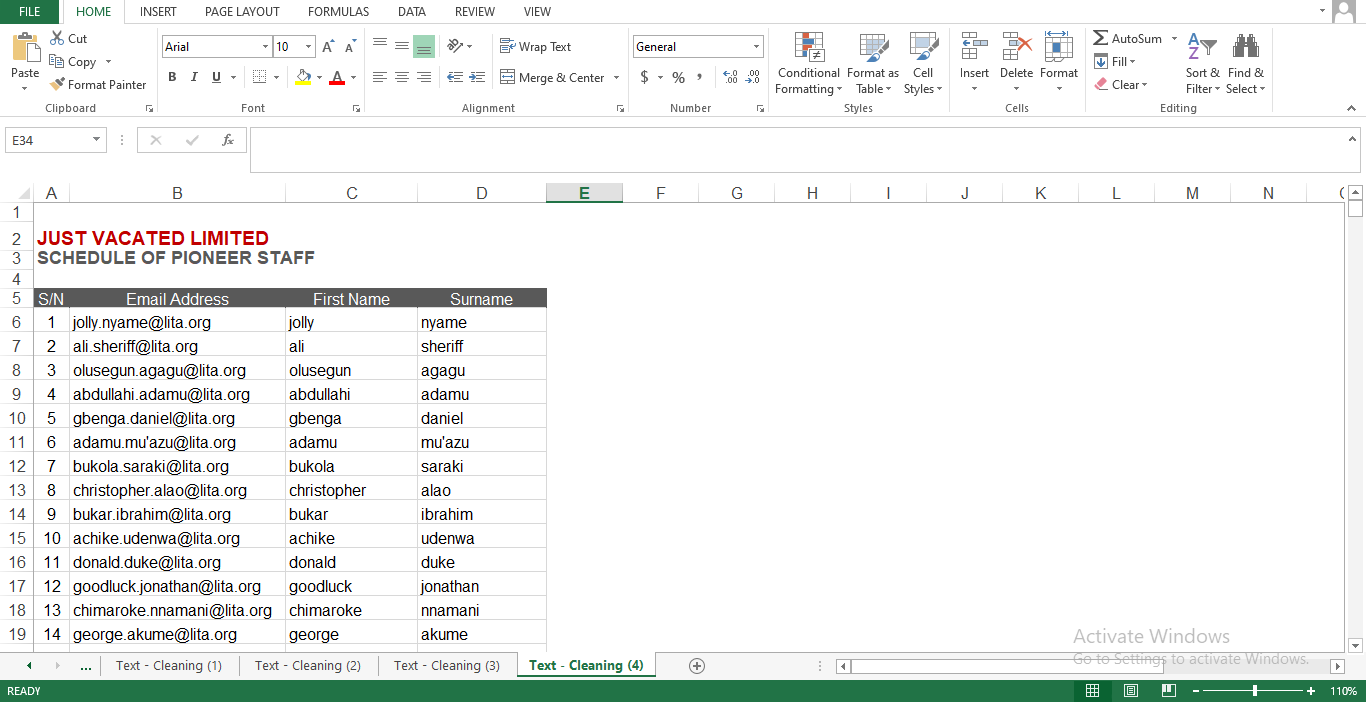 FILE HOME INSERT PAGE LAYOUT FORMULAS DATA REVIEW VIEW
Paste
Cut
Copy
Format Painter
Clipboard
Arial 10 A A
B I U A
Font
Wrap Text
Merge & Center
Alignment
General
$ % , .0 .00 .00 .0
Number
Conditional Formatting
Format as Table
Cell Styles
Styles
Insert Delete Format
Cells
AutoSum
Fill
Clear
Sort & Filter
Find & Select
Editing
E34 fx
A B C D E F G H I J K L M N
1
2 JUST VACATED LIMITED
3 SCHEDULE OF PIONEER STAFF
4
5 S/N Email Address First Name Surname
6 1 jolly.nyame@lita.org jolly nyame
7 2 ali.sheriff@lita.org ali sheriff
8 3 olusegun.agagu@lita.org olusegun agagu
9 4 abdullahi.adamu@lita.org abdullahi adamu
10 5 gbenga.daniel@lita.org gbenga daniel
11 6 adamu.mu'azu@lita.org adamu mu'azu
12 7 bukola.saraki@lita.org bukola saraki
13 8 christopher.alao@lita.org christopher alao
14 9 bukar.ibrahim@lita.org bukar ibrahim
15 10 achike.udenwa@lita.org achike udenwa
16 11 donald.duke@lita.org donald duke
17 12 goodluck.jonathan@lita.org goodluck jonathan
18 13 chimaroke.nnamani@lita.org chimaroke nnamani
19 14 george.akume@lita.org george akume
Activate Windows
Go to Settings to activate Windows.
... Text - Cleaning (1) Text - Cleaning (2) Text - Cleaning (3) Text - Cleaning (4)
READY 110%